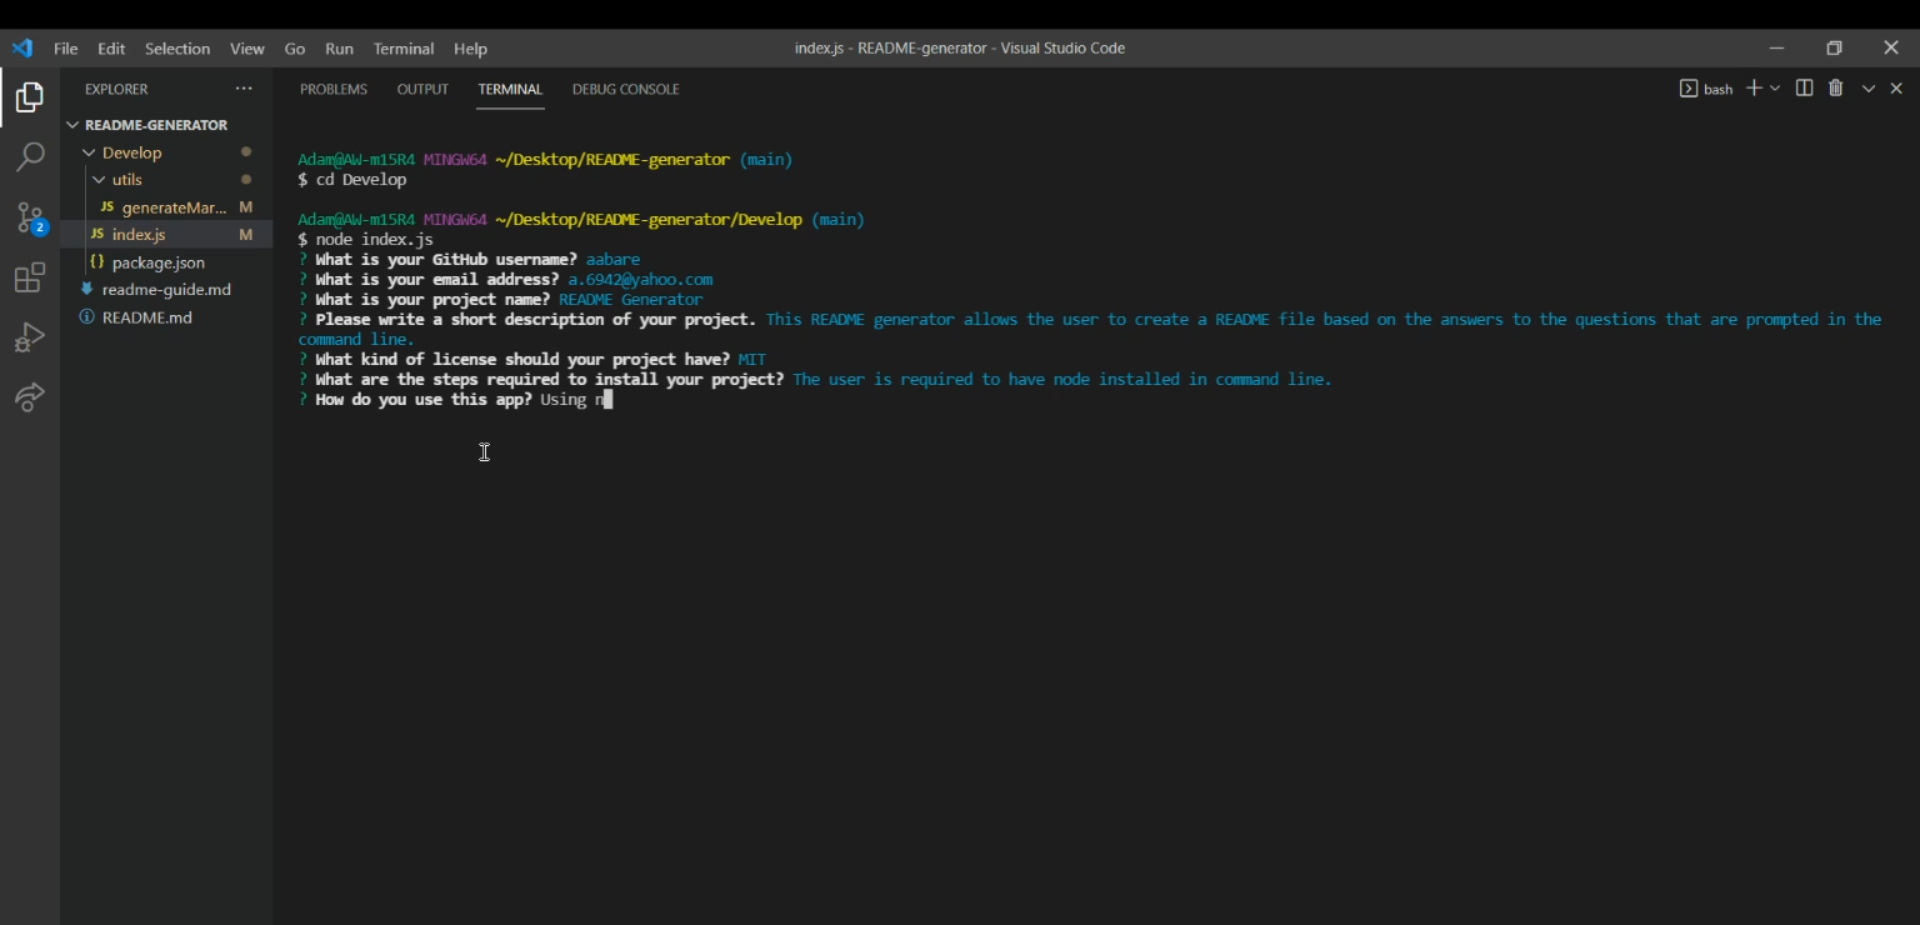 File Edit Selection View Go Run Terminal Help
index.js - README-generator - Visual Studio Code
EXPLORER
PROBLEMS OUTPUT TERMINAL DEBUG CONSOLE
bash
README-GENERATOR
Develop
utils
JS generateMar... M
JS index.js M
{} package.json
readme-guide.md
README.md
2
Adam@AW-m15R4 MINGW64 ~/Desktop/README-generator (main)
$ cd Develop
Adam@AW-m15R4 MINGW64 ~/Desktop/README-generator/Develop (main)
$ node index.js
? What is your GitHub username? aabare
? What is your email address? a.6942@yahoo.com
? What is your project name? README Generator
? Please write a short description of your project. This README generator allows the user to create a README file based on the answers to the questions that are prompted in the
command line.
? What kind of license should your project have? MIT
? What are the steps required to install your project? The user is required to have node installed in command line.
? How do you use this app? Using n